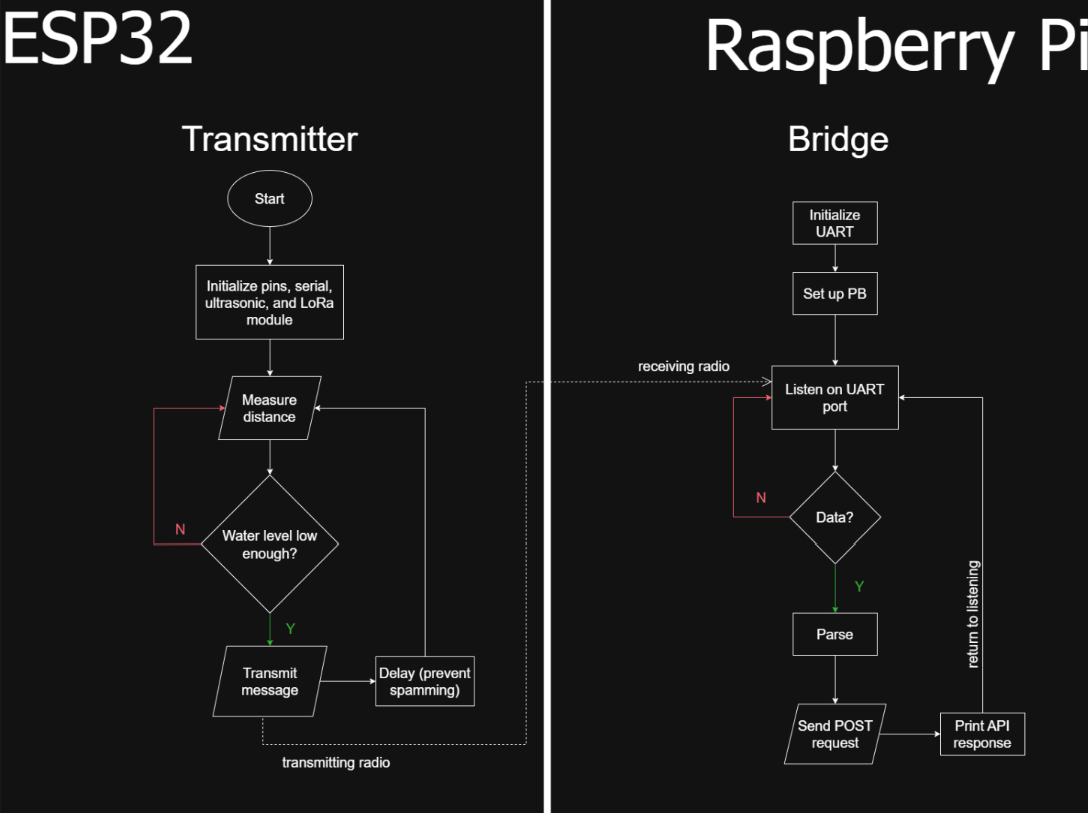 ESP32
Transmitter
Start
Initialize pins, serial,
ultrasonic, and LoRa
module
Measure
distance
N
Water level low
enough?
Y
Transmit
message
Delay (prevent
spamming)
transmitting radio
Raspberry Pi
Bridge
Initialize
UART
Set up PB
receiving radio
Listen on UART
port
N
Data?
Y
return to listening
Parse
Send POST
request
Print API
response